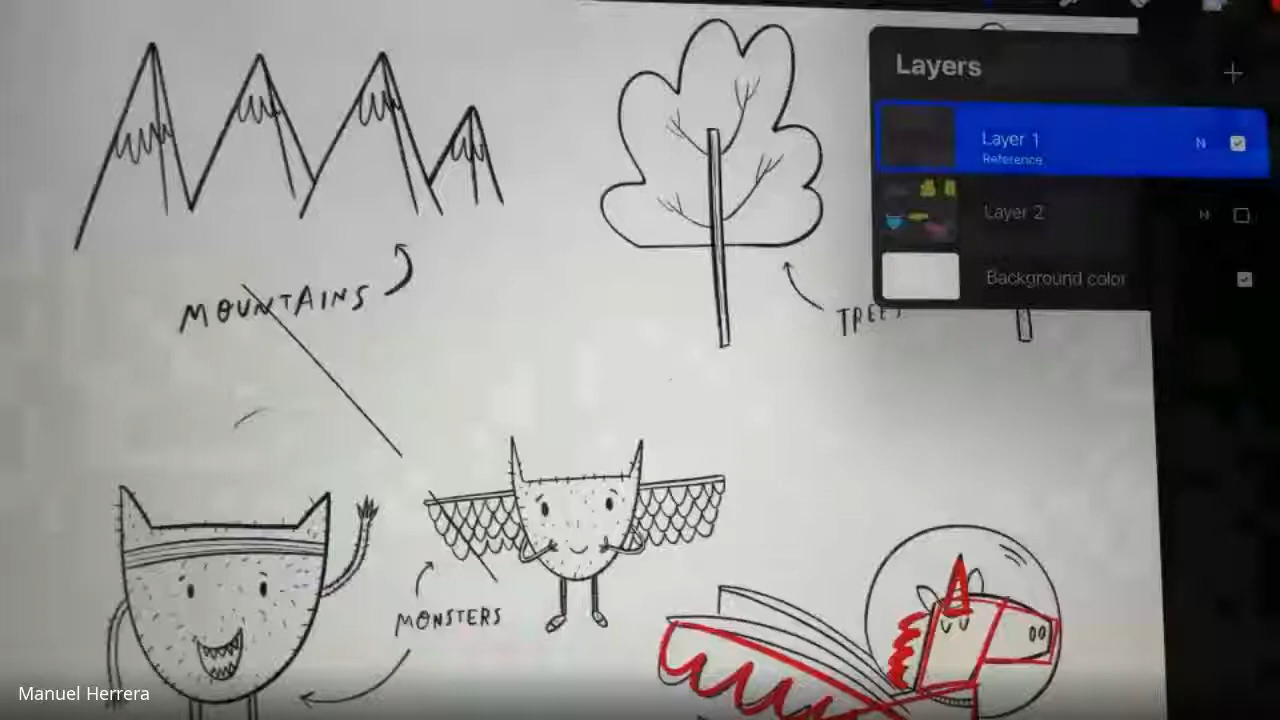 Layers
Layer 1
N
Reference
Layer 2
N
Background color
MOUNTAINS
TREES
MONSTERS
Manuel Herrera